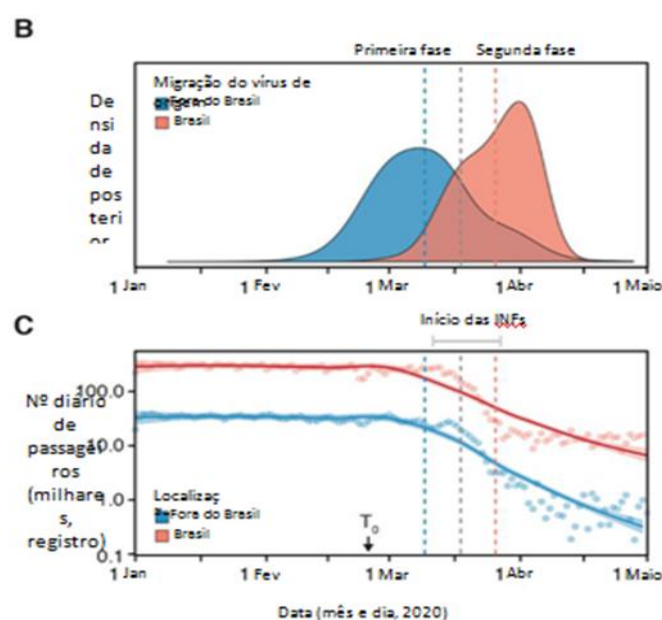 B
Primeira fase Segunda fase
Migração do vírus de
Fora do Brasil
Brasil
De
nsi
da
de
pos
teri
or
1 Jan 1 Fev 1 Mar 1 Abr 1 Maio
C
Início das INFs
100.0
10.0
1.0
0.1
Nº diário
de
passagei
ros
(milhare
s,
registro)
Localizaç
Fora do Brasil
Brasil
T0
1 Jan 1 Fev 1 Mar 1 Abr 1 Maio
Data (mês e dia, 2020)